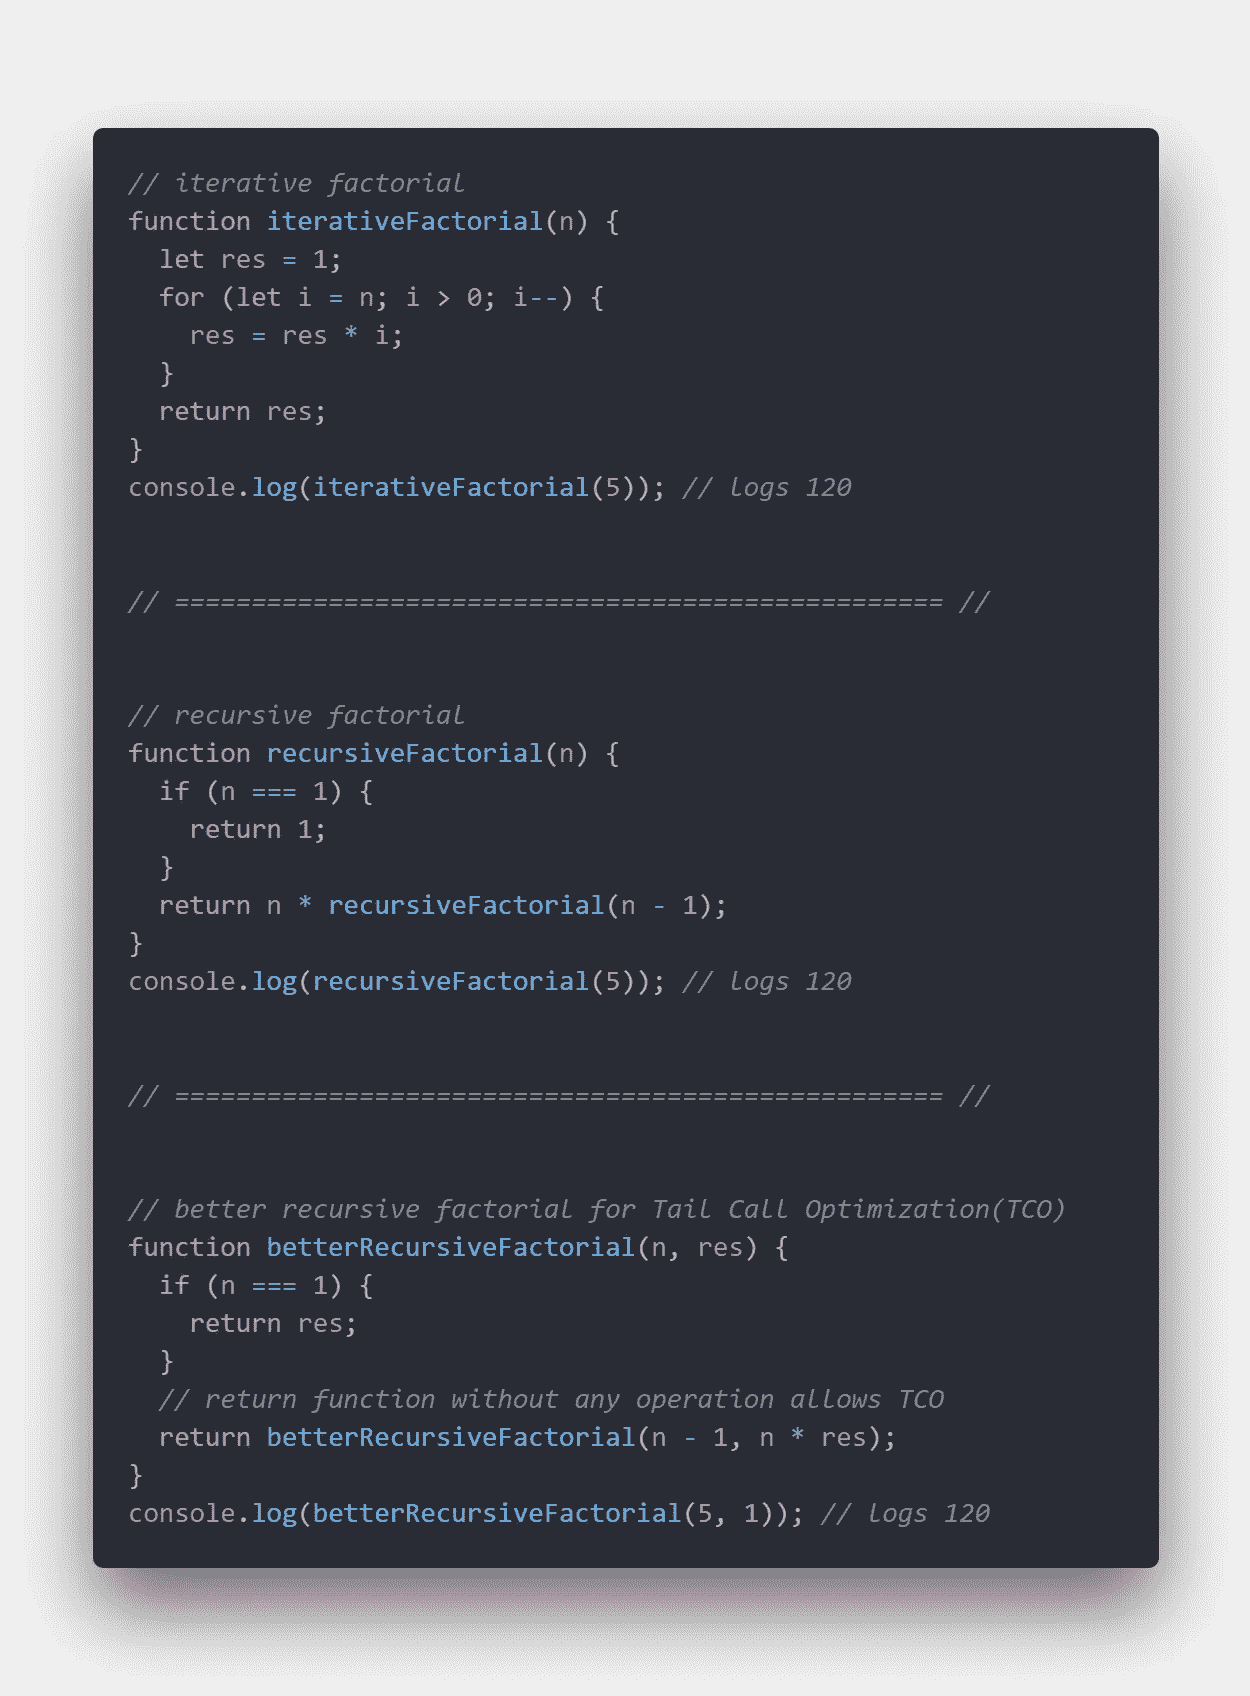 // iterative factorial
function iterativeFactorial(n) {
  let res = 1;
  for (let i = n; i > 0; i--) {
    res = res * i;
  }
  return res;
}
console.log(iterativeFactorial(5)); // logs 120
// ================================================== //
// recursive factorial
function recursiveFactorial(n) {
  if (n === 1) {
    return 1;
  }
  return n * recursiveFactorial(n - 1);
}
console.log(recursiveFactorial(5)); // logs 120
// ================================================== //
// better recursive factorial for Tail Call Optimization(TCO)
function betterRecursiveFactorial(n, res) {
  if (n === 1) {
    return res;
  }
  // return function without any operation allows TCO
  return betterRecursiveFactorial(n - 1, n * res);
}
console.log(betterRecursiveFactorial(5, 1)); // logs 120